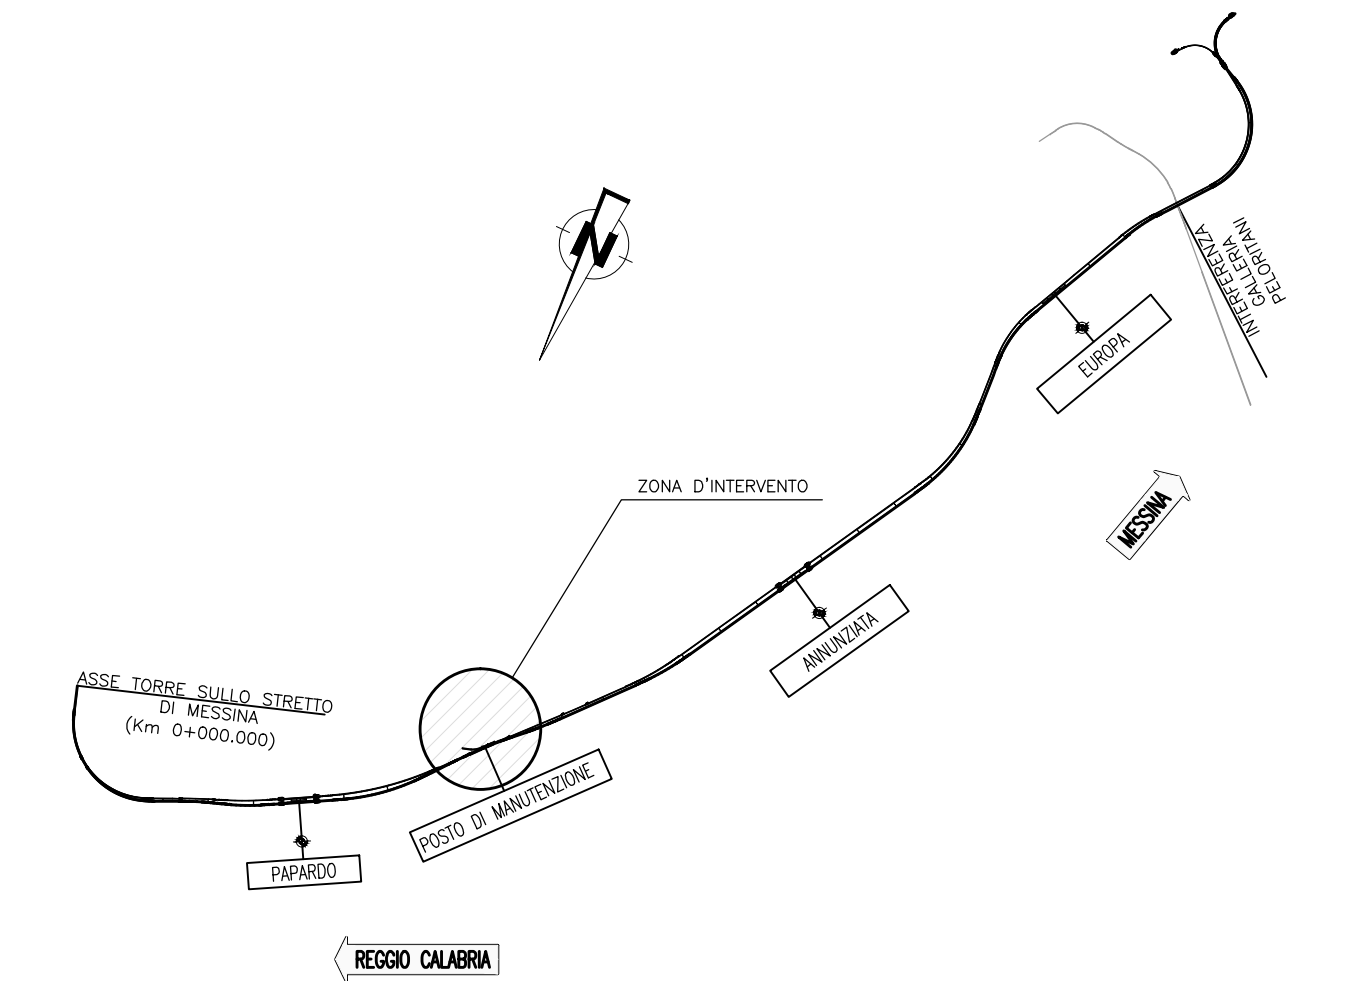 N
INTERFERENZA
GALLERIA
PELORITANI
EUROPA
ZONA D'INTERVENTO
MESSINA
ANNUNZIATA
ASSE TORRE SULLO STRETTO
DI MESSINA
(Km 0+000.000)
POSTO DI MANUTENZIONE
PAPARDO
REGGIO CALABRIA